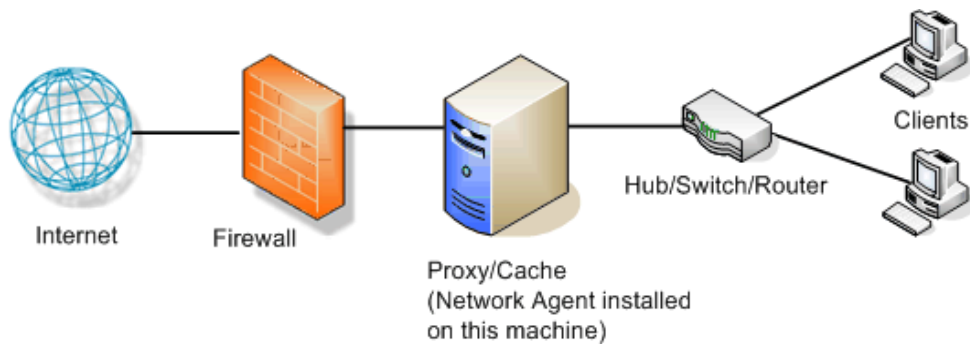 Internet
Firewall
Proxy/Cache
(Network Agent installed
on this machine)
Hub/Switch/Router
Clients